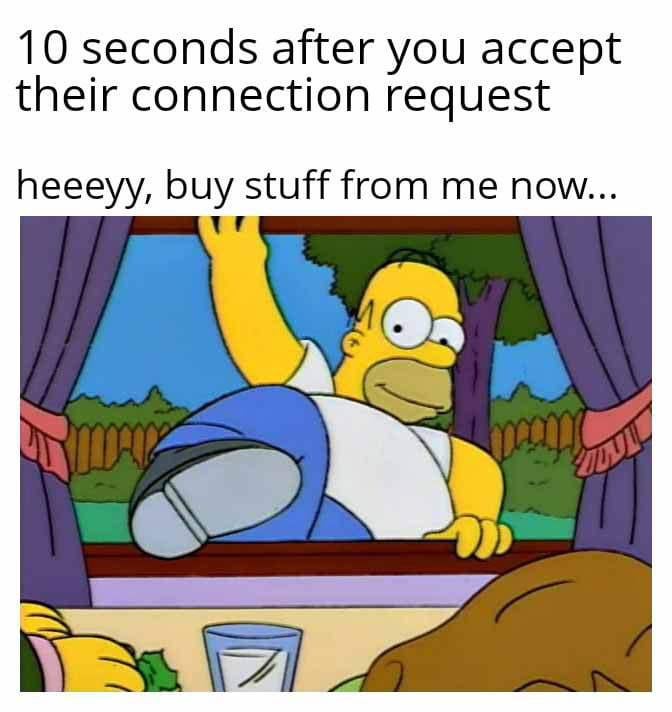 10 seconds after you accept
their connection request
heeeyy, buy stuff from me now...